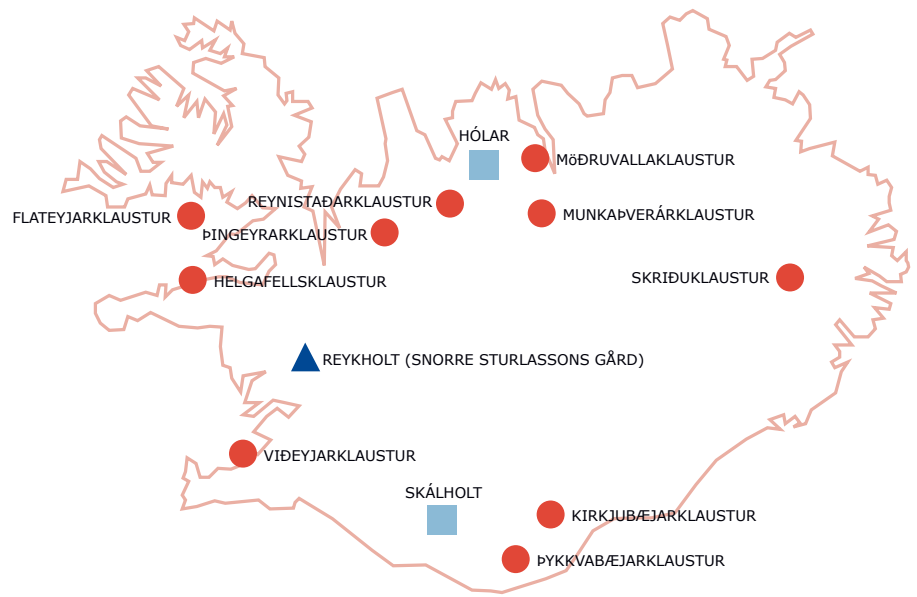 HÓLAR
MöÐRUVALLAKLAUSTUR
REYNISTAÐARKLAUSTUR
FLATEYJARKLAUSTUR
MUNKAÞVERÁRKLAUSTUR
ÞINGEYRARKLAUSTUR
HELGAFELLSKLAUSTUR
SKRIÐUKLAUSTUR
REYKHOLT (SNORRE STURLASSONS GÅRD)
VIÐEYJARKLAUSTUR
SKÁLHOLT
KIRKJUBÆJARKLAUSTUR
ÞYKKVABÆJARKLAUSTUR